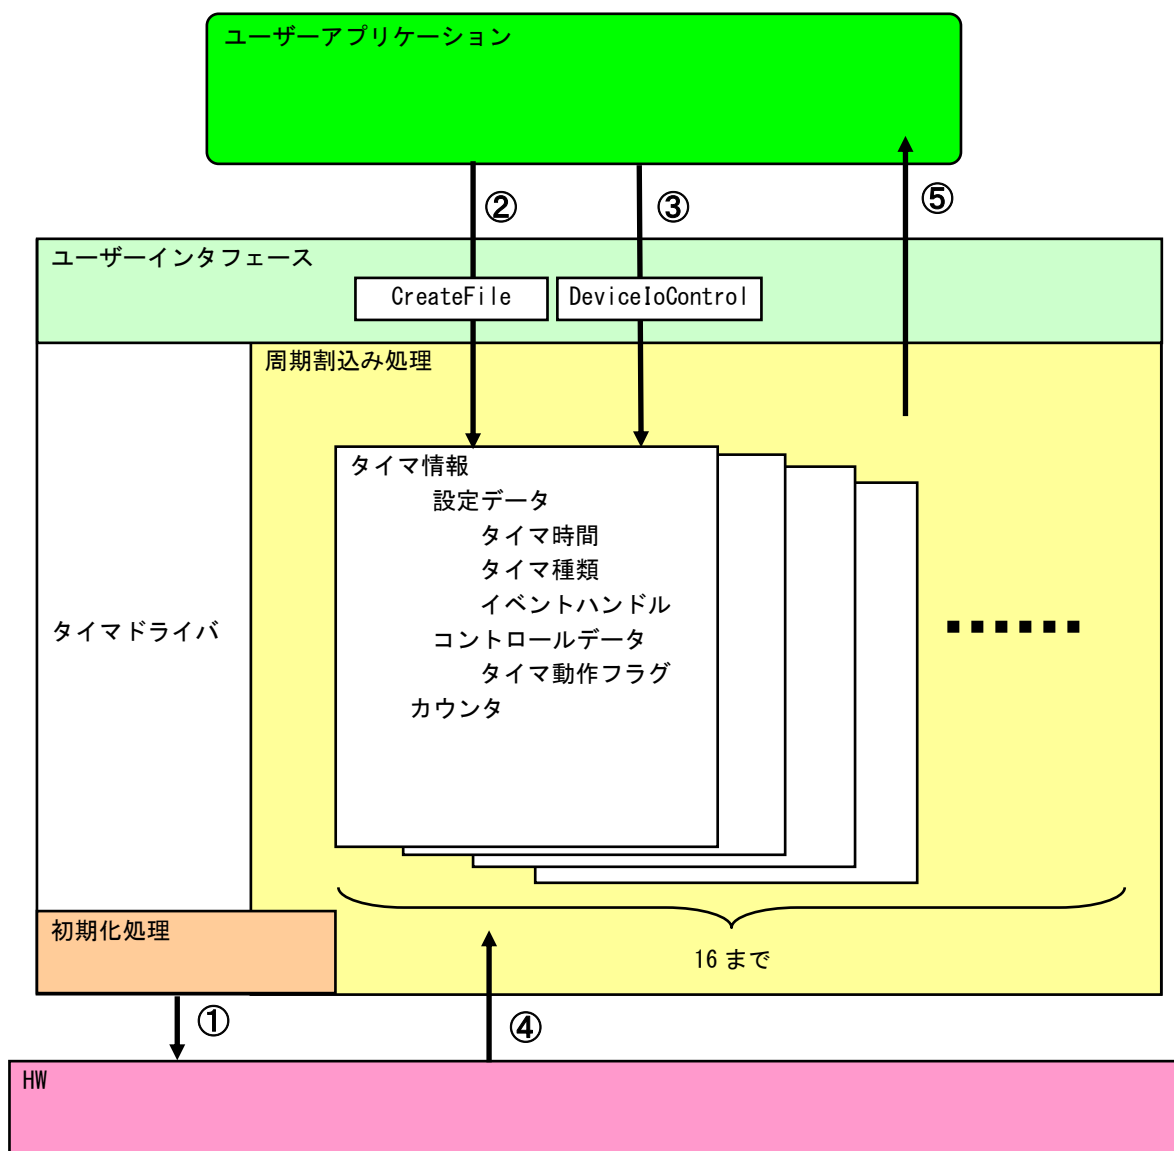 ユーザーアプリケーション
②
③
⑤
ユーザーインタフェース
CreateFile
DeviceIoControl
周期割込み処理
タイマ情報
設定データ
タイマ時間
タイマ種類
イベントハンドル
コントロールデータ
タイマ動作フラグ
カウンタ
タイマドライバ
初期化処理
16 まで
①
④
HW